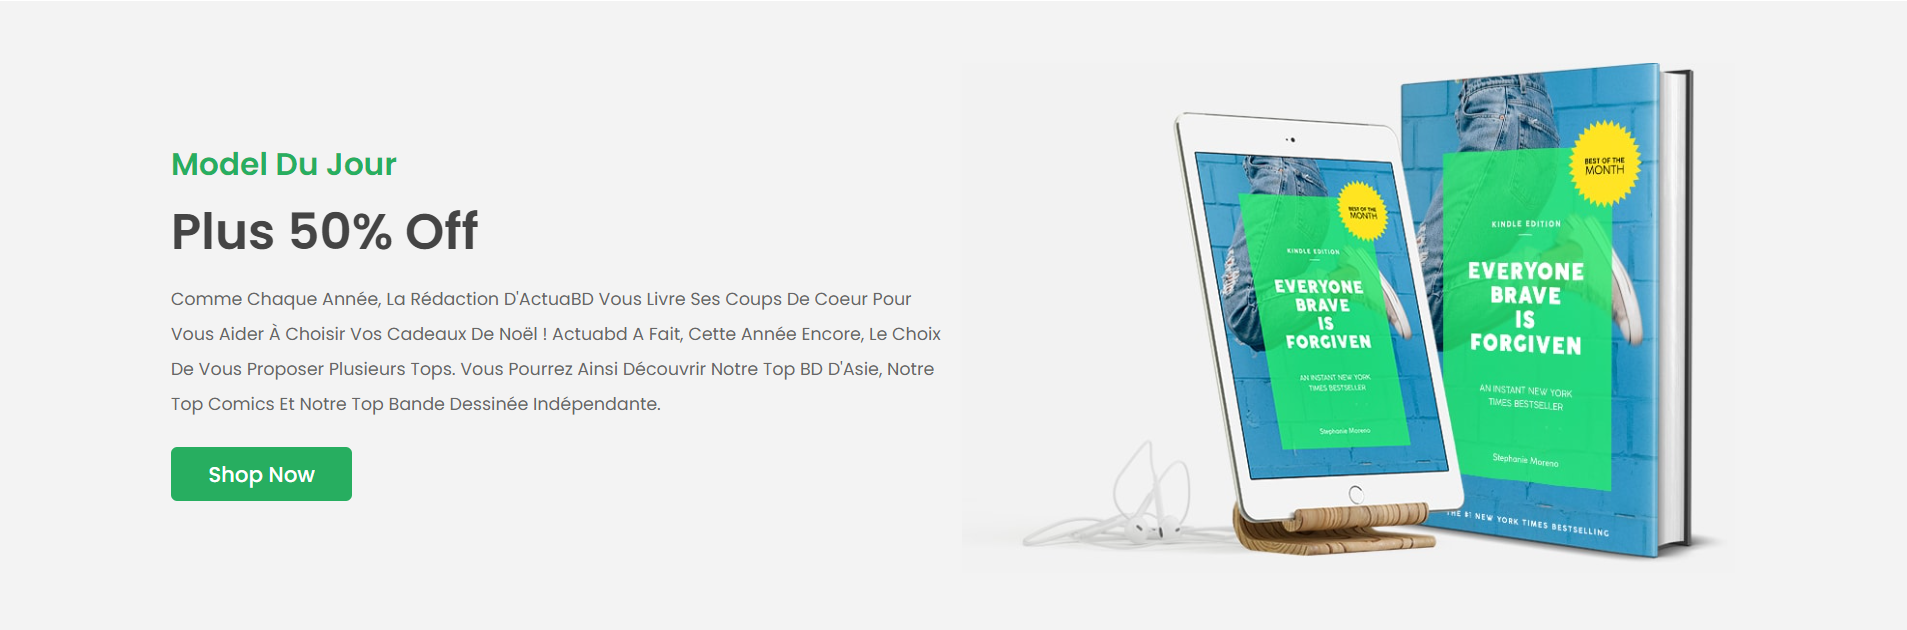 Model Du Jour
Plus 50% Off
Comme Chaque Année, La Rédaction D'ActuaBD Vous Livre Ses Coups De Coeur Pour
Vous Aider À Choisir Vos Cadeaux De Noël ! Actuabd A Fait, Cette Année Encore, Le Choix
De Vous Proposer Plusieurs Tops. Vous Pourrez Ainsi Découvrir Notre Top BD D'Asie, Notre
Top Comics Et Notre Top Bande Dessinée Indépendante.
Shop Now
BEST OF THE
MONTH
KINDLE EDITION
EVERYONE
BRAVE
IS
FORGIVEN
AN INSTANT NEW YORK
TIMES BESTSELLER
Stephanie Moreno
BEST OF THE
MONTH
KINDLE EDITION
EVERYONE
BRAVE
IS
FORGIVEN
AN INSTANT NEW YORK
TIMES BESTSELLER
Stephanie Moreno
THE #1 NEW YORK TIMES BESTSELLING